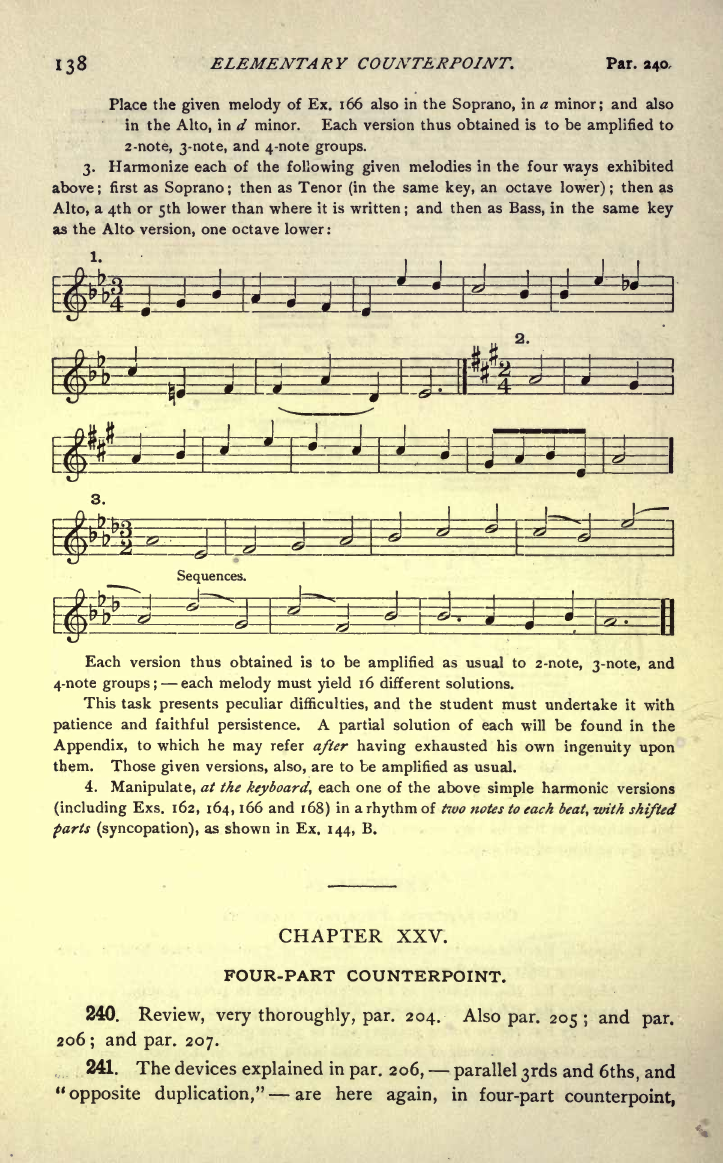 138 ELEMENTARY COUNTERPOINT. Par. 240.
Place the given melody of Ex. 166 also in the Soprano, in a minor; and also
in the Alto, in d minor. Each version thus obtained is to be amplified to
2-note, 3-note, and 4-note groups.
3. Harmonize each of the following given melodies in the four ways exhibited
above; first as Soprano; then as Tenor (in the same key, an octave lower); then as
Alto, a 4th or 5th lower than where it is written; and then as Bass, in the same key
as the Alto version, one octave lower:
1.
3
4
2.
2
4
3.
3
2
Sequences.
Each version thus obtained is to be amplified as usual to 2-note, 3-note, and
4-note groups; — each melody must yield 16 different solutions.
This task presents peculiar difficulties, and the student must undertake it with
patience and faithful persistence. A partial solution of each will be found in the
Appendix, to which he may refer after having exhausted his own ingenuity upon
them. Those given versions, also, are to be amplified as usual.
4. Manipulate, at the keyboard, each one of the above simple harmonic versions
(including Exs. 162, 164, 166 and 168) in a rhythm of two notes to each beat, with shifted
parts (syncopation), as shown in Ex. 144, B.
CHAPTER XXV.
FOUR-PART COUNTERPOINT.
240. Review, very thoroughly, par. 204. Also par. 205; and par.
206; and par. 207.
241. The devices explained in par. 206, — parallel 3rds and 6ths, and
"opposite duplication," — are here again, in four-part counterpoint,